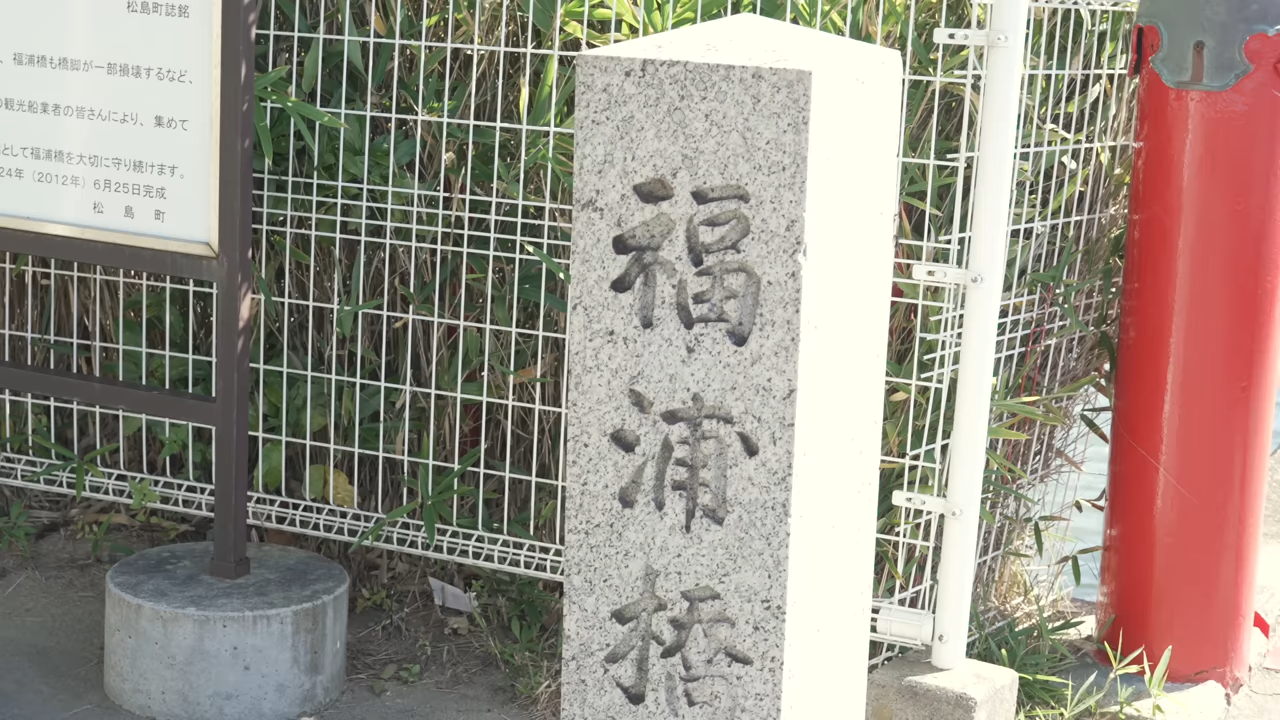 松島町誌銘
、福浦橋も橋脚が一部損壊するなど、
の観光船業者の皆さんにより、集めて
として福浦橋を大切に守り続けます。
24年（2012年）6月25日完成
松島町
福浦橋